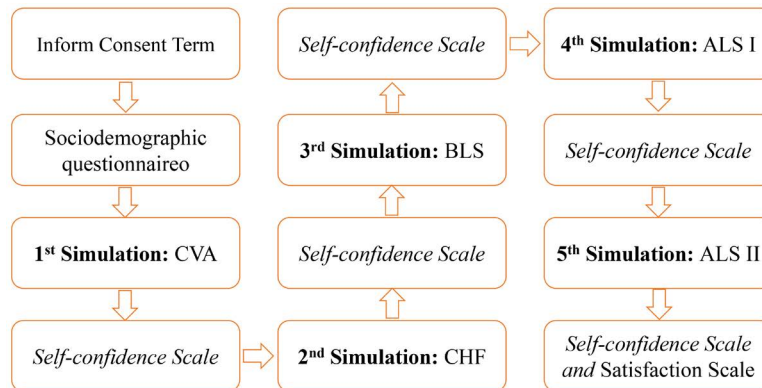 Inform Consent Term
Sociodemographic
questionnaireo
1st Simulation: CVA
Self-confidence Scale
2nd Simulation: CHF
Self-confidence Scale
3rd Simulation: BLS
Self-confidence Scale
4th Simulation: ALS I
Self-confidence Scale
5th Simulation: ALS II
Self-confidence Scale
and Satisfaction Scale